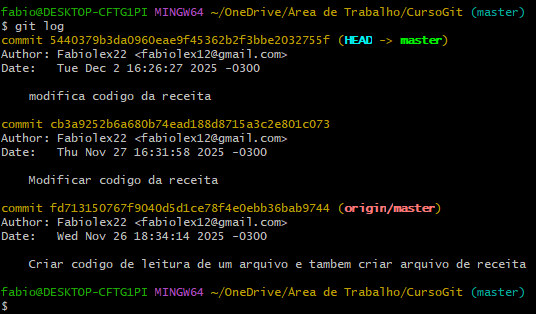 fabio@DESKTOP-CFTG1PI MINGW64 ~/OneDrive/Área de Trabalho/CursoGit (master)
$ git log
commit 5440379b3da0960eae9f45362b2f3bbe2032755f (HEAD -> master)
Author: Fabiolex22 <fabiolex12@gmail.com>
Date:   Tue Dec 2 16:26:27 2025 -0300

    modifica codigo da receita

commit cb3a9252b6a680b74ead188d8715a3c2e801c073
Author: Fabiolex22 <fabiolex12@gmail.com>
Date:   Thu Nov 27 16:31:58 2025 -0300

    Modificar codigo da receita

commit fd713150767f9040d5d1ce78f4e0ebb36bab9744 (origin/master)
Author: Fabiolex22 <fabiolex12@gmail.com>
Date:   Wed Nov 26 18:34:14 2025 -0300

    Criar codigo de leitura de um arquivo e tambem criar arquivo de receita

fabio@DESKTOP-CFTG1PI MINGW64 ~/OneDrive/Área de Trabalho/CursoGit (master)
$